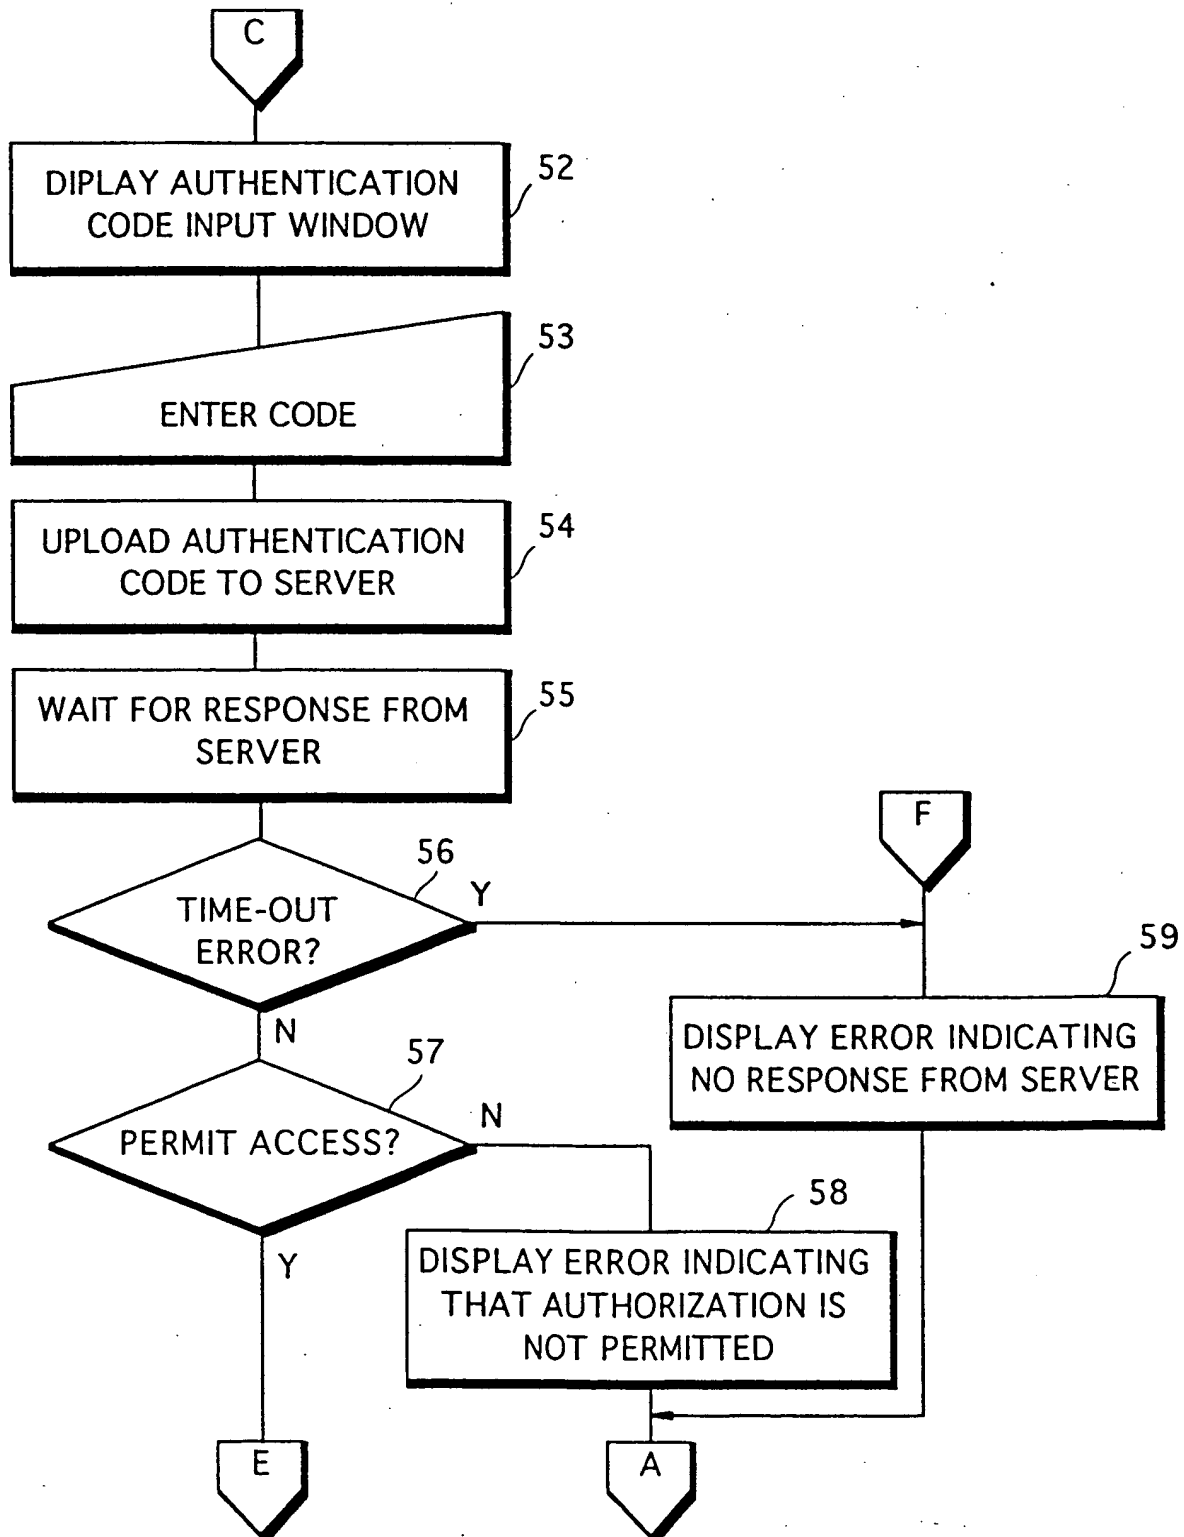 C
DIPLAY AUTHENTICATION
CODE INPUT WINDOW
52
53
ENTER CODE
UPLOAD AUTHENTICATION
CODE TO SERVER
54
WAIT FOR RESPONSE FROM
SERVER
55
F
56
TIME-OUT
ERROR?
Y
N
59
DISPLAY ERROR INDICATING
NO RESPONSE FROM SERVER
57
PERMIT ACCESS?
N
Y
58
DISPLAY ERROR INDICATING
THAT AUTHORIZATION IS
NOT PERMITTED
E
A